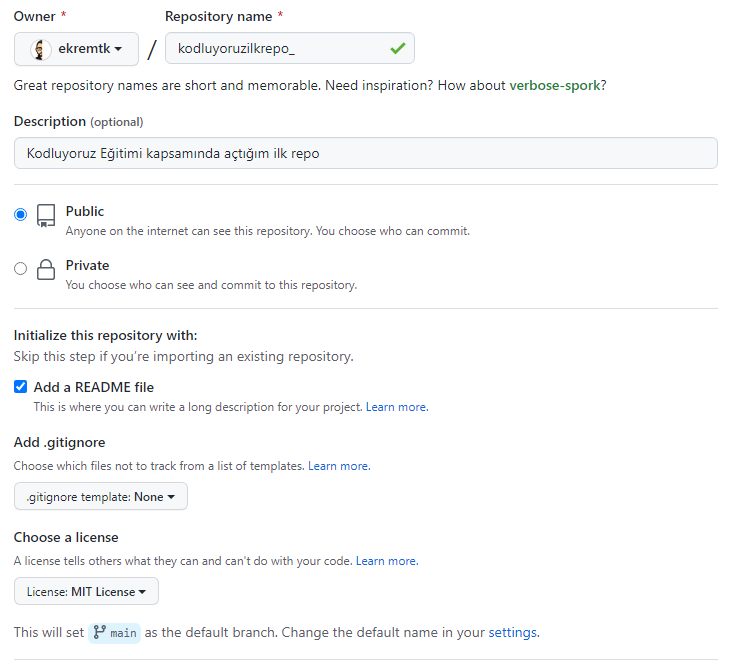 Owner * Repository name *
ekremtk / kodluyoruzilkrepo_
Great repository names are short and memorable. Need inspiration? How about verbose-spork?
Description (optional)
Kodluyoruz Eğitimi kapsamında açtığım ilk repo
Public
Anyone on the internet can see this repository. You choose who can commit.
Private
You choose who can see and commit to this repository.
Initialize this repository with:
Skip this step if you're importing an existing repository.
Add a README file
This is where you can write a long description for your project. Learn more.
Add .gitignore
Choose which files not to track from a list of templates. Learn more.
.gitignore template: None
Choose a license
A license tells others what they can and can't do with your code. Learn more.
License: MIT License
This will set main as the default branch. Change the default name in your settings.